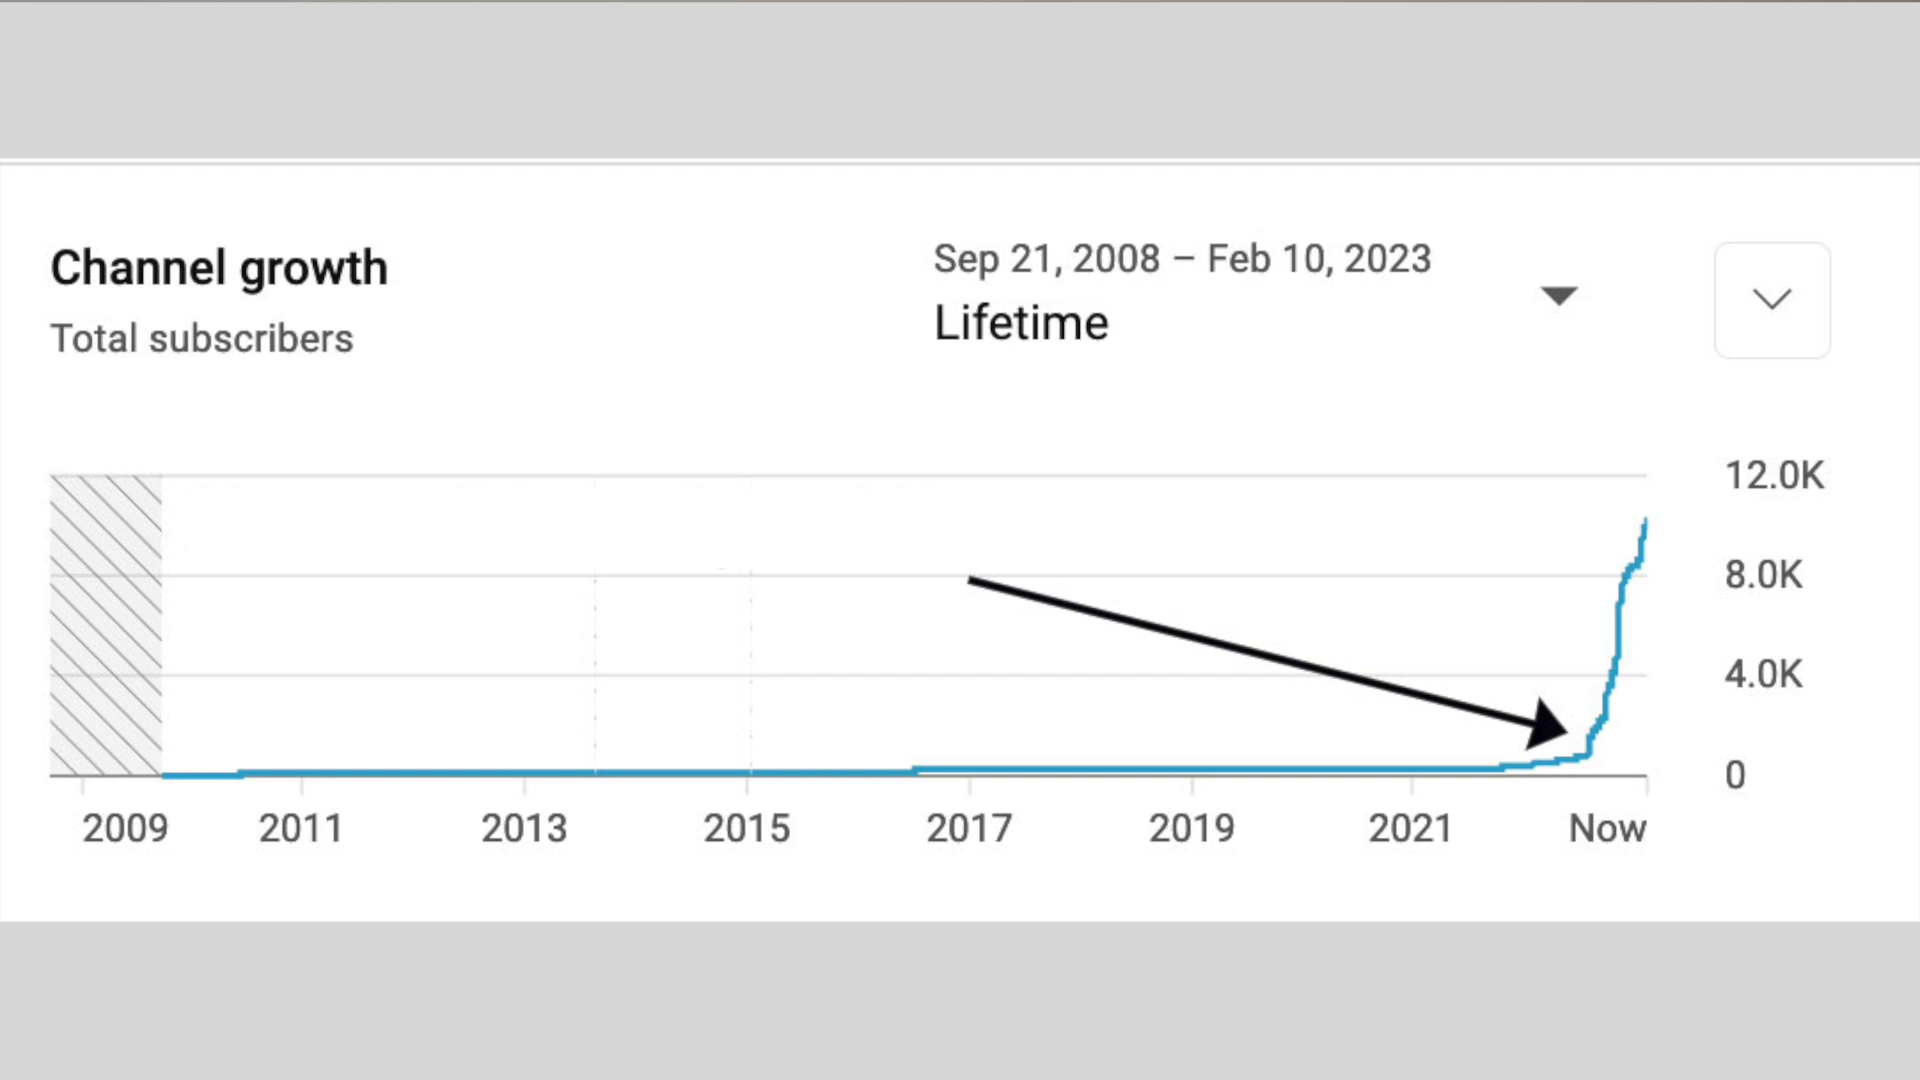 Channel growth
Total subscribers
Sep 21, 2008 – Feb 10, 2023
Lifetime
12.0K
8.0K
4.0K
0
2009 2011 2013 2015 2017 2019 2021 Now